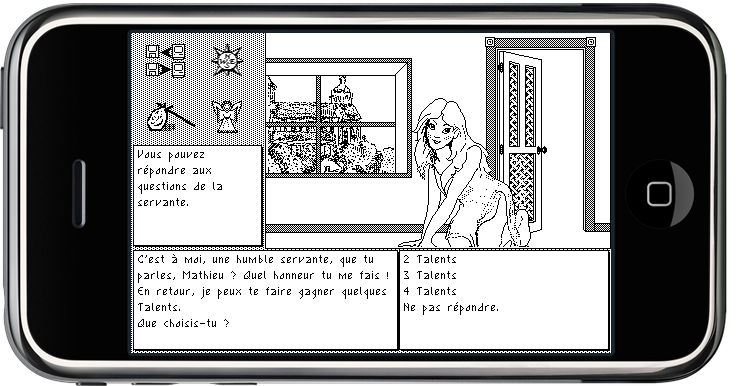 Vous pouvez
répondre aux
questions de la
servante.
C'est à moi, une humble servante, que tu
parles, Mathieu ? Quel honneur tu me fais !
En retour, je peux te faire gagner quelques
Talents.
Que choisis-tu ?
2 Talents
3 Talents
4 Talents
Ne pas répondre.